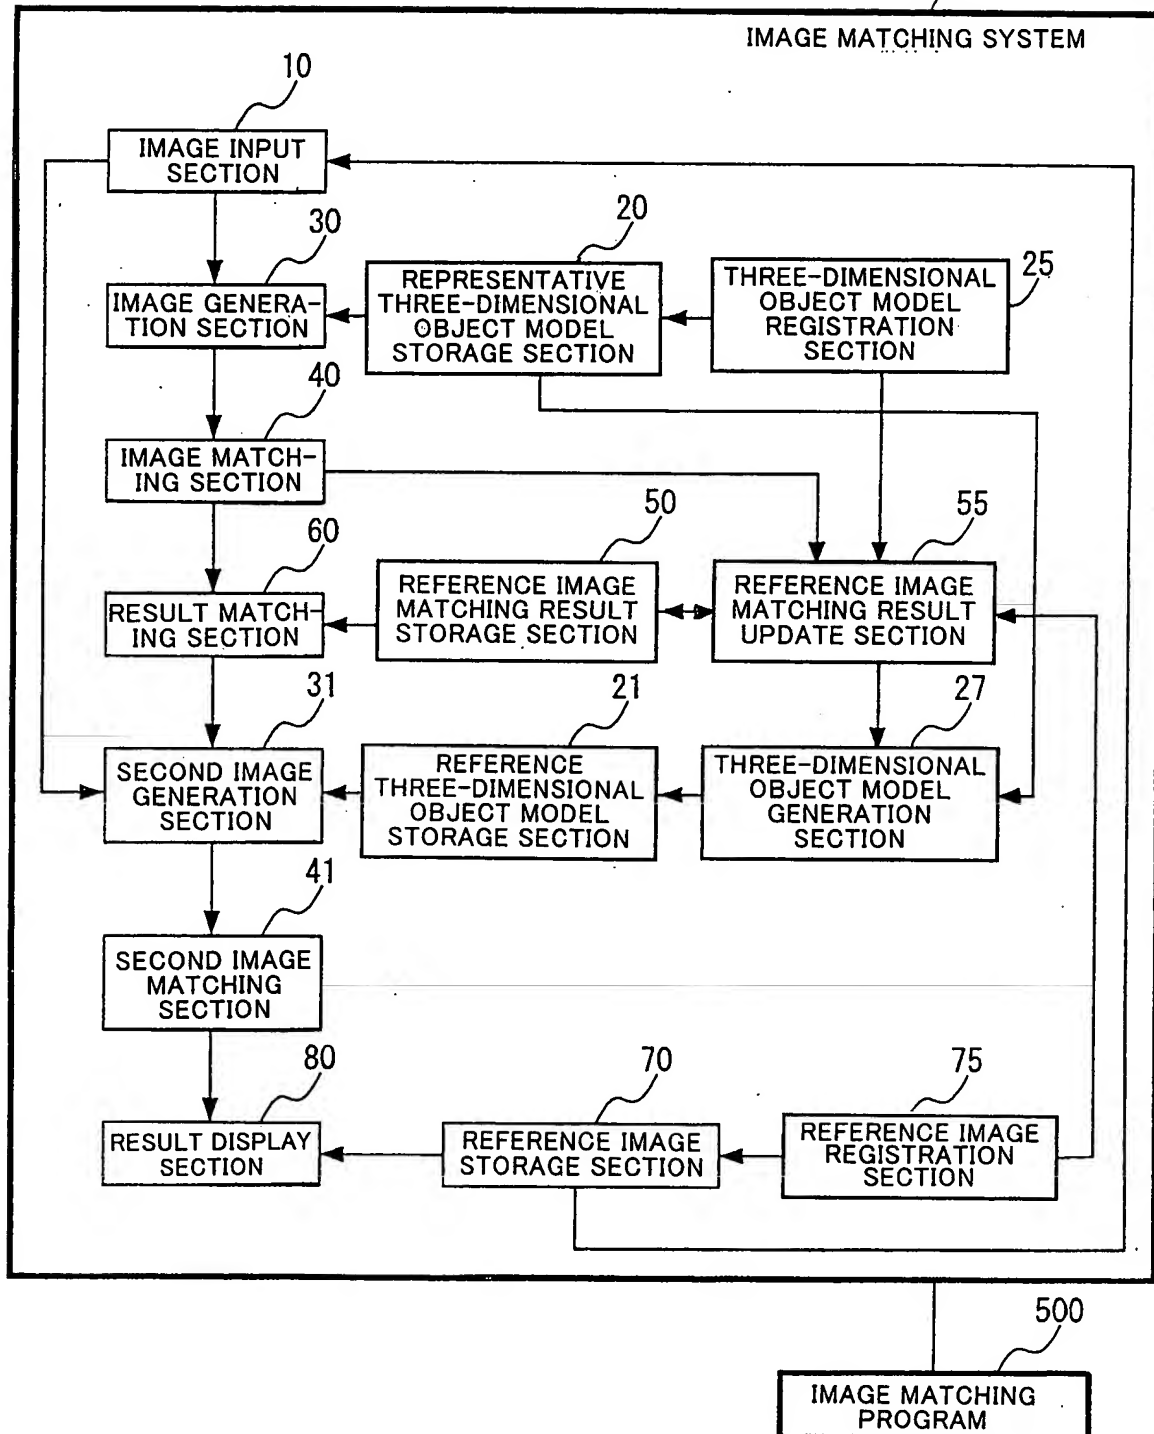 IMAGE MATCHING SYSTEM
10
IMAGE INPUT
SECTION
30
IMAGE GENERA-
TION SECTION
20
REPRESENTATIVE
THREE-DIMENSIONAL
OBJECT MODEL
STORAGE SECTION
25
THREE-DIMENSIONAL
OBJECT MODEL
REGISTRATION
SECTION
40
IMAGE MATCH-
ING SECTION
60
RESULT MATCH-
ING SECTION
50
REFERENCE IMAGE
MATCHING RESULT
STORAGE SECTION
55
REFERENCE IMAGE
MATCHING RESULT
UPDATE SECTION
31
SECOND IMAGE
GENERATION
SECTION
21
REFERENCE
THREE-DIMENSIONAL
OBJECT MODEL
STORAGE SECTION
27
THREE-DIMENSIONAL
OBJECT MODEL
GENERATION
SECTION
41
SECOND IMAGE
MATCHING
SECTION
80
RESULT DISPLAY
SECTION
70
REFERENCE IMAGE
STORAGE SECTION
75
REFERENCE IMAGE
REGISTRATION
SECTION
500
IMAGE MATCHING
PROGRAM